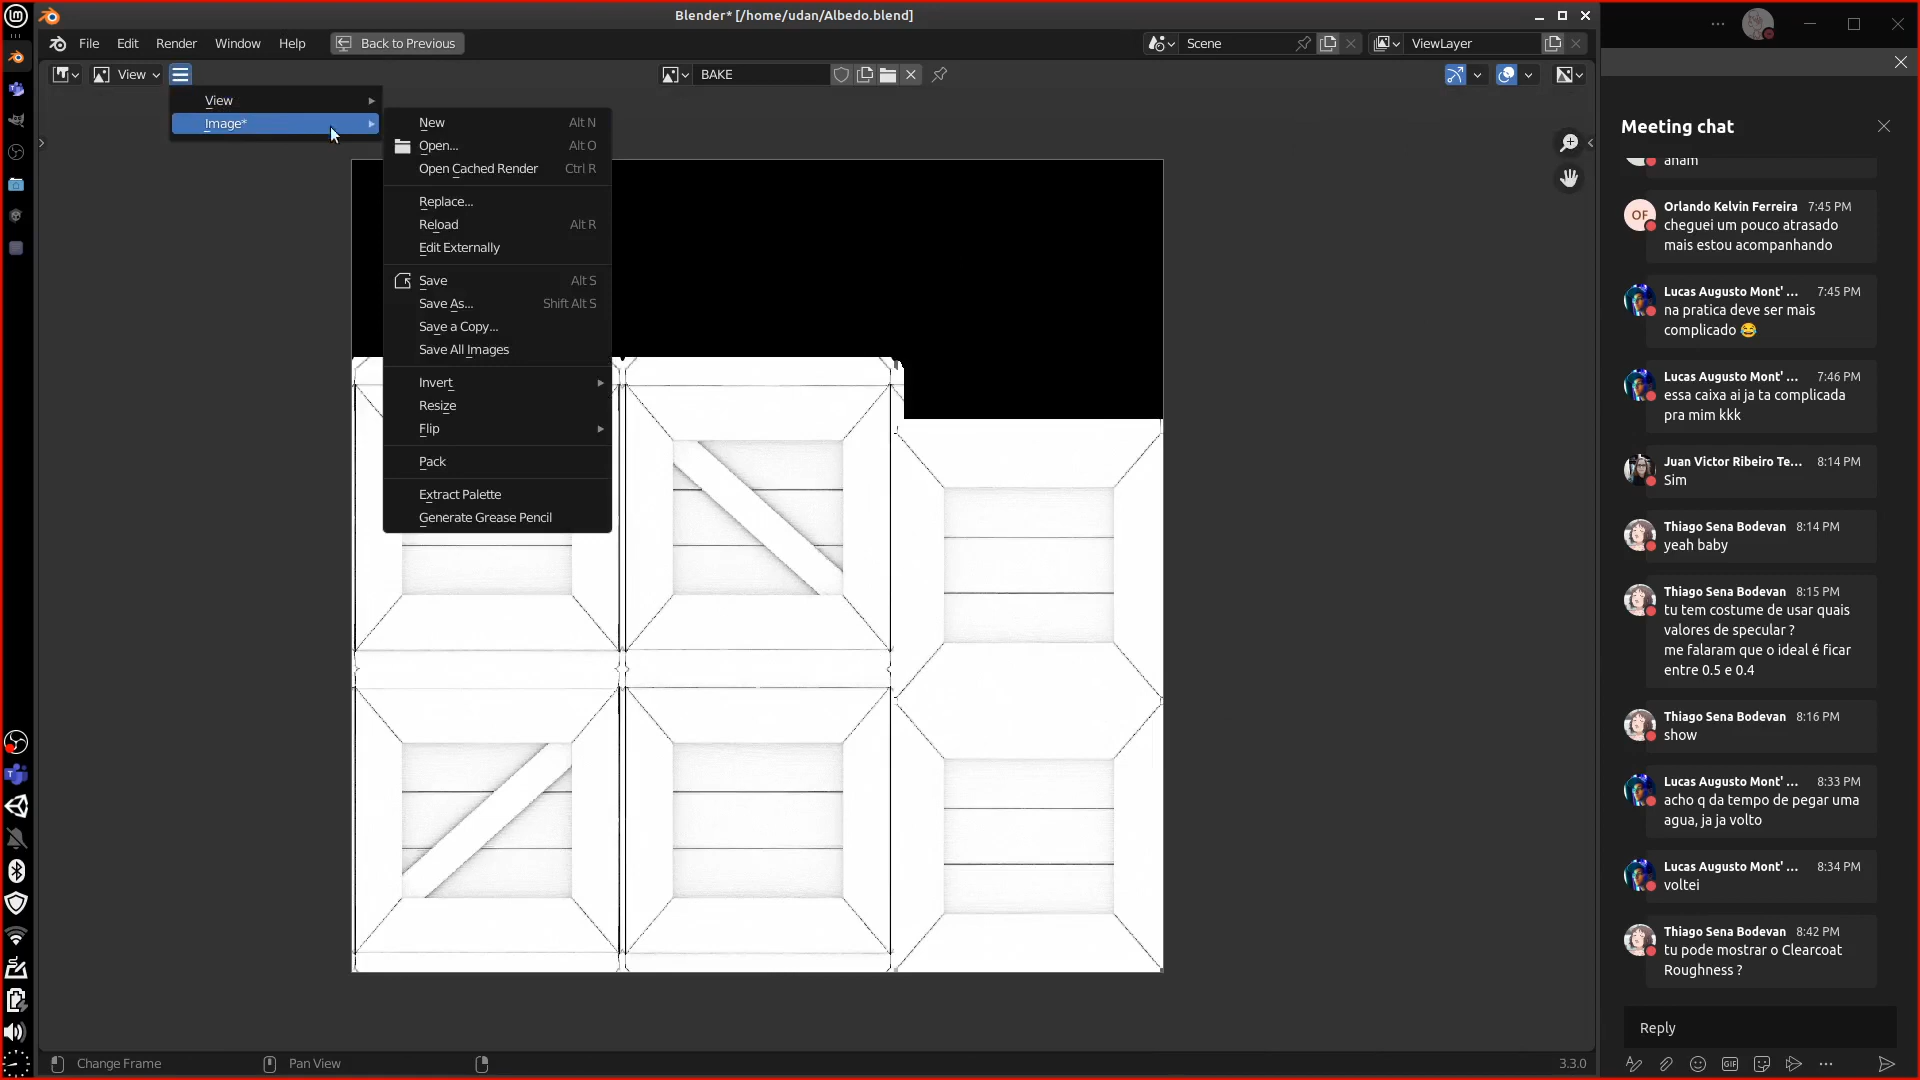 Blender* [/home/udan/Albedo.blend]
File Edit Render Window Help Back to Previous Scene ViewLayer
View BAKE
View
Image*
New Alt N
Open... Alt O
Open Cached Render Ctrl R
Replace...
Reload Alt R
Edit Externally
Save Alt S
Save As... Shift Alt S
Save a Copy...
Save All Images
Invert
Resize
Flip
Pack
Extract Palette
Generate Grease Pencil
Change Frame Pan View 3.3.0
Meeting chat
OF
Orlando Kelvin Ferreira 7:45 PM
cheguei um pouco atrasado
mais estou acompanhando
Lucas Augusto Mont' ... 7:45 PM
na pratica deve ser mais
complicado 😂
Lucas Augusto Mont' ... 7:46 PM
essa caixa ai ja ta complicada
pra mim kkk
Juan Victor Ribeiro Te... 8:14 PM
Sim
Thiago Sena Bodevan 8:14 PM
yeah baby
Thiago Sena Bodevan 8:15 PM
tu tem costume de usar quais
valores de specular ?
me falaram que o ideal é ficar
entre 0.5 e 0.4
Thiago Sena Bodevan 8:16 PM
show
Lucas Augusto Mont' ... 8:33 PM
acho q da tempo de pegar uma
agua, ja ja volto
Lucas Augusto Mont' ... 8:34 PM
voltei
Thiago Sena Bodevan 8:42 PM
tu pode mostrar o Clearcoat
Roughness ?
Reply
GIF